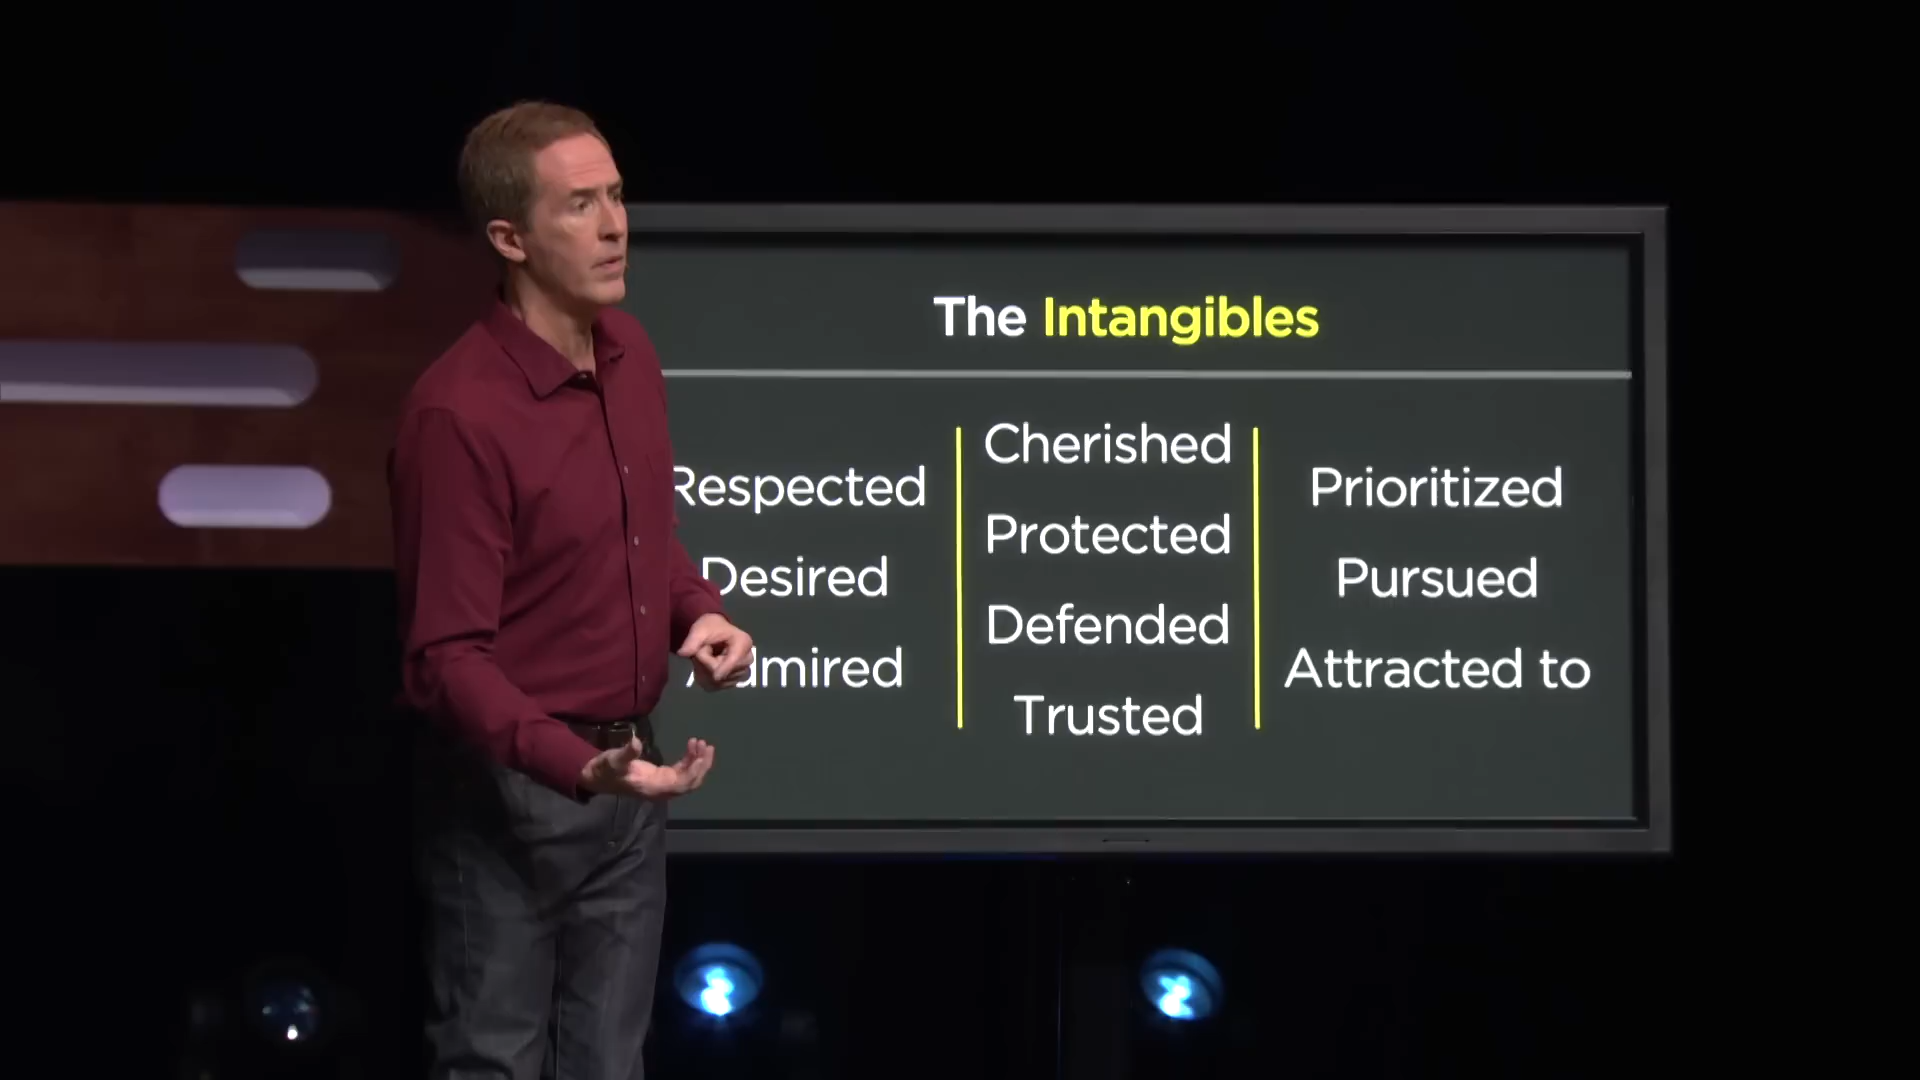 The Intangibles
Respected
Desired
Admired
Cherished
Protected
Defended
Trusted
Prioritized
Pursued
Attracted to